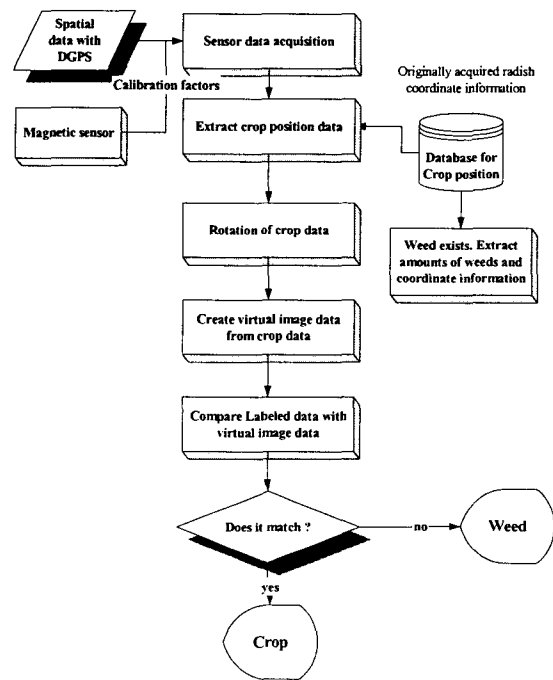 Spatial
data with
DGPS
Sensor data acquisition
Calibration factors
Magnetic sensor
Originally acquired radish
coordinate information
Extract crop position data
Database for
Crop position
Rotation of crop data
Weed exists. Extract
amounts of weeds and
coordinate information
Create virtual image data
from crop data
Compare Labeled data with
virtual image data
Does it match ?
no
Weed
yes
Crop